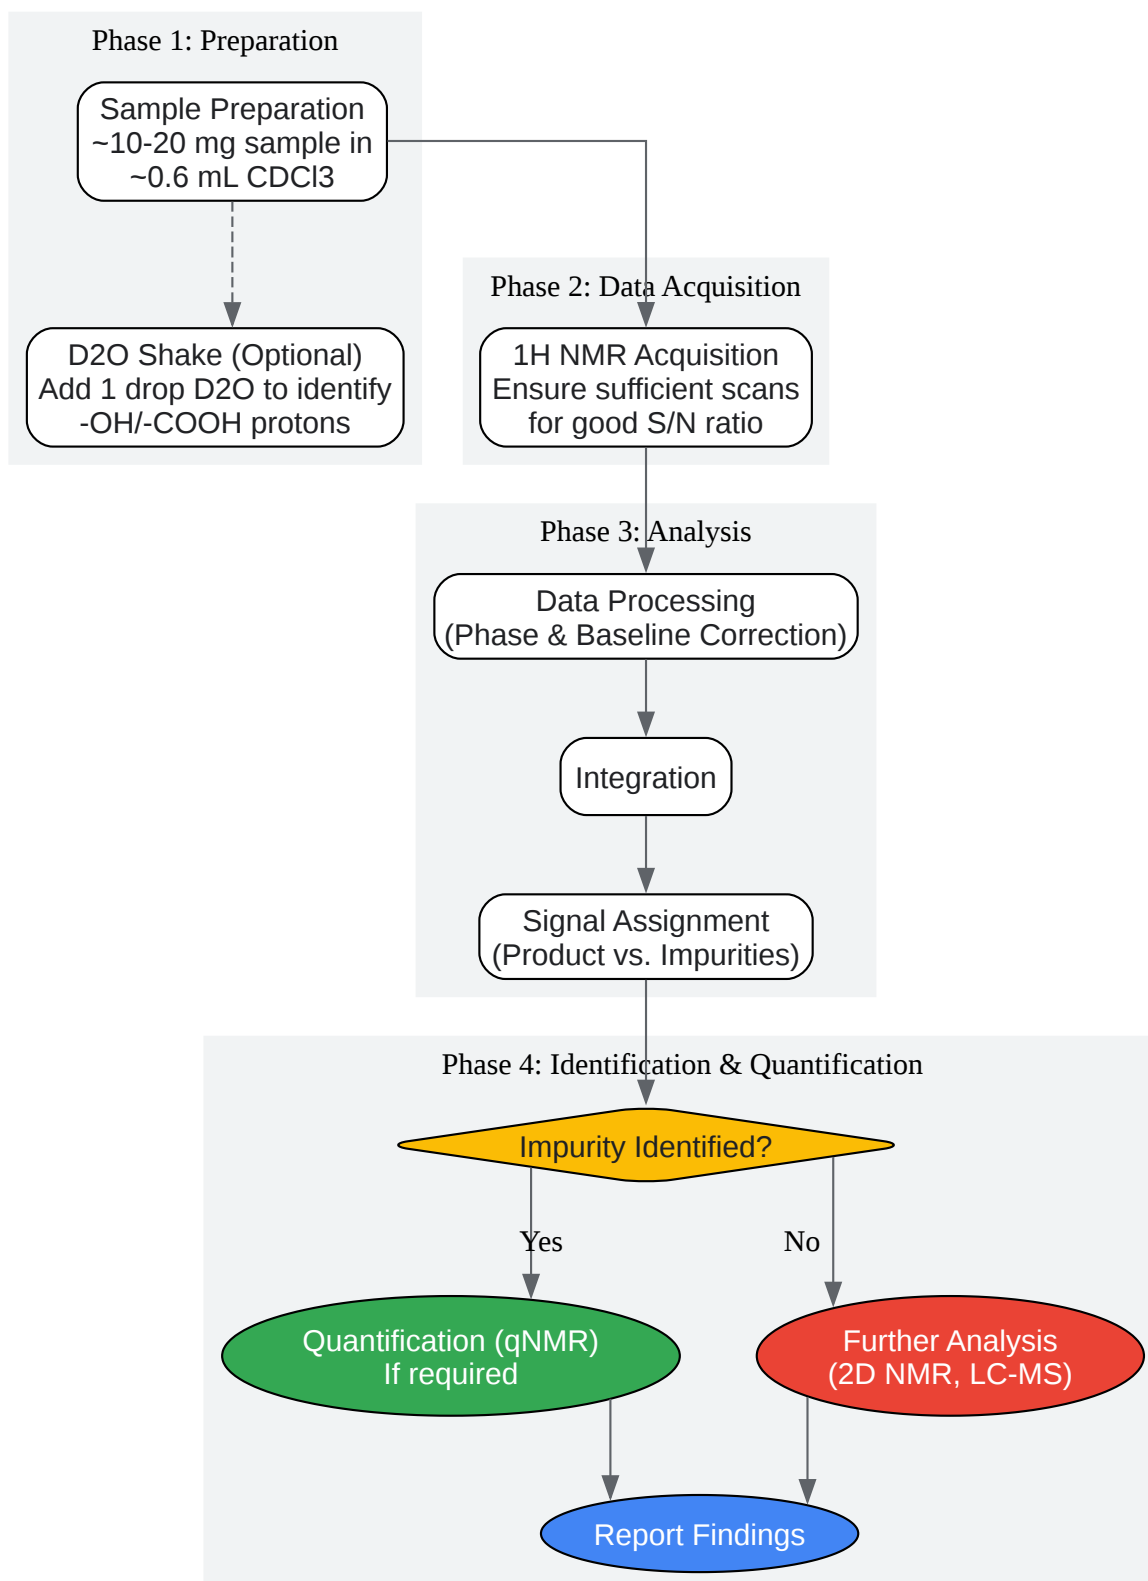 Phase 1: Preparation
Sample Preparation
~10-20 mg sample in
~0.6 mL CDCl3
D2O Shake (Optional)
Add 1 drop D2O to identify
-OH/-COOH protons
Phase 2: Data Acquisition
1H NMR Acquisition
Ensure sufficient scans
for good S/N ratio
Phase 3: Analysis
Data Processing
(Phase & Baseline Correction)
Integration
Signal Assignment
(Product vs. Impurities)
Phase 4: Identification & Quantification
Impurity Identified?
Yes
No
Quantification (qNMR)
If required
Further Analysis
(2D NMR, LC-MS)
Report Findings